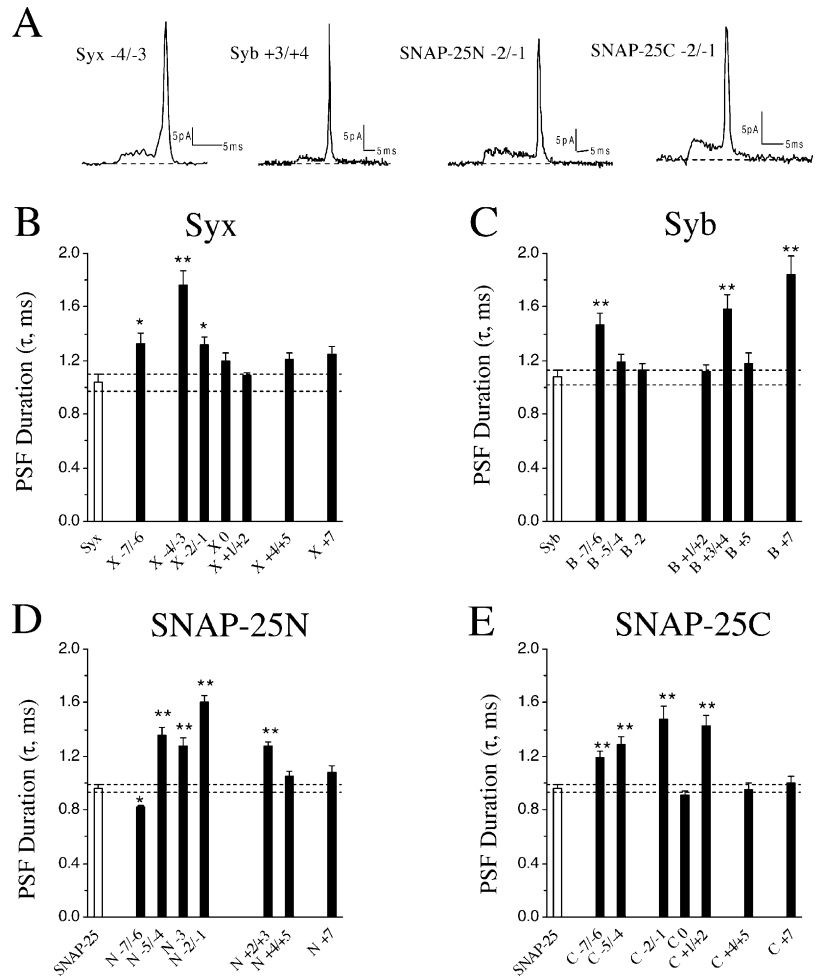 A
Syx -4/-3
Syb +3/+4
SNAP-25N -2/-1
SNAP-25C -2/-1
5pA
5ms
5pA
5ms
5pA
5ms
5pA
5ms
B
Syx
PSF Duration (τ, ms)
2.0
1.6
1.2
0.8
0.4
0.0
*
**
*
Syx
X -7/-6
X -4/-3
X -2/-1
X 0
X +1/+2
X +4/+5
X +7
C
Syb
PSF Duration (τ, ms)
2.0
1.6
1.2
0.8
0.4
0.0
**
**
**
Syb
B -7/-6
B -5/-4
B -2
B +1/+2
B +3/+4
B +5
B +7
D
SNAP-25N
PSF Duration (τ, ms)
2.0
1.6
1.2
0.8
0.4
0.0
*
**
**
**
**
SNAP-25
N -7/-6
N -5/-4
N -3
N -2/-1
N +2/+3
N +4/+5
N +7
E
SNAP-25C
PSF Duration (τ, ms)
2.0
1.6
1.2
0.8
0.4
0.0
**
**
**
**
SNAP-25
C -7/-6
C -5/-4
C -2/-1
C 0
C +1/+2
C +4/+5
C +7